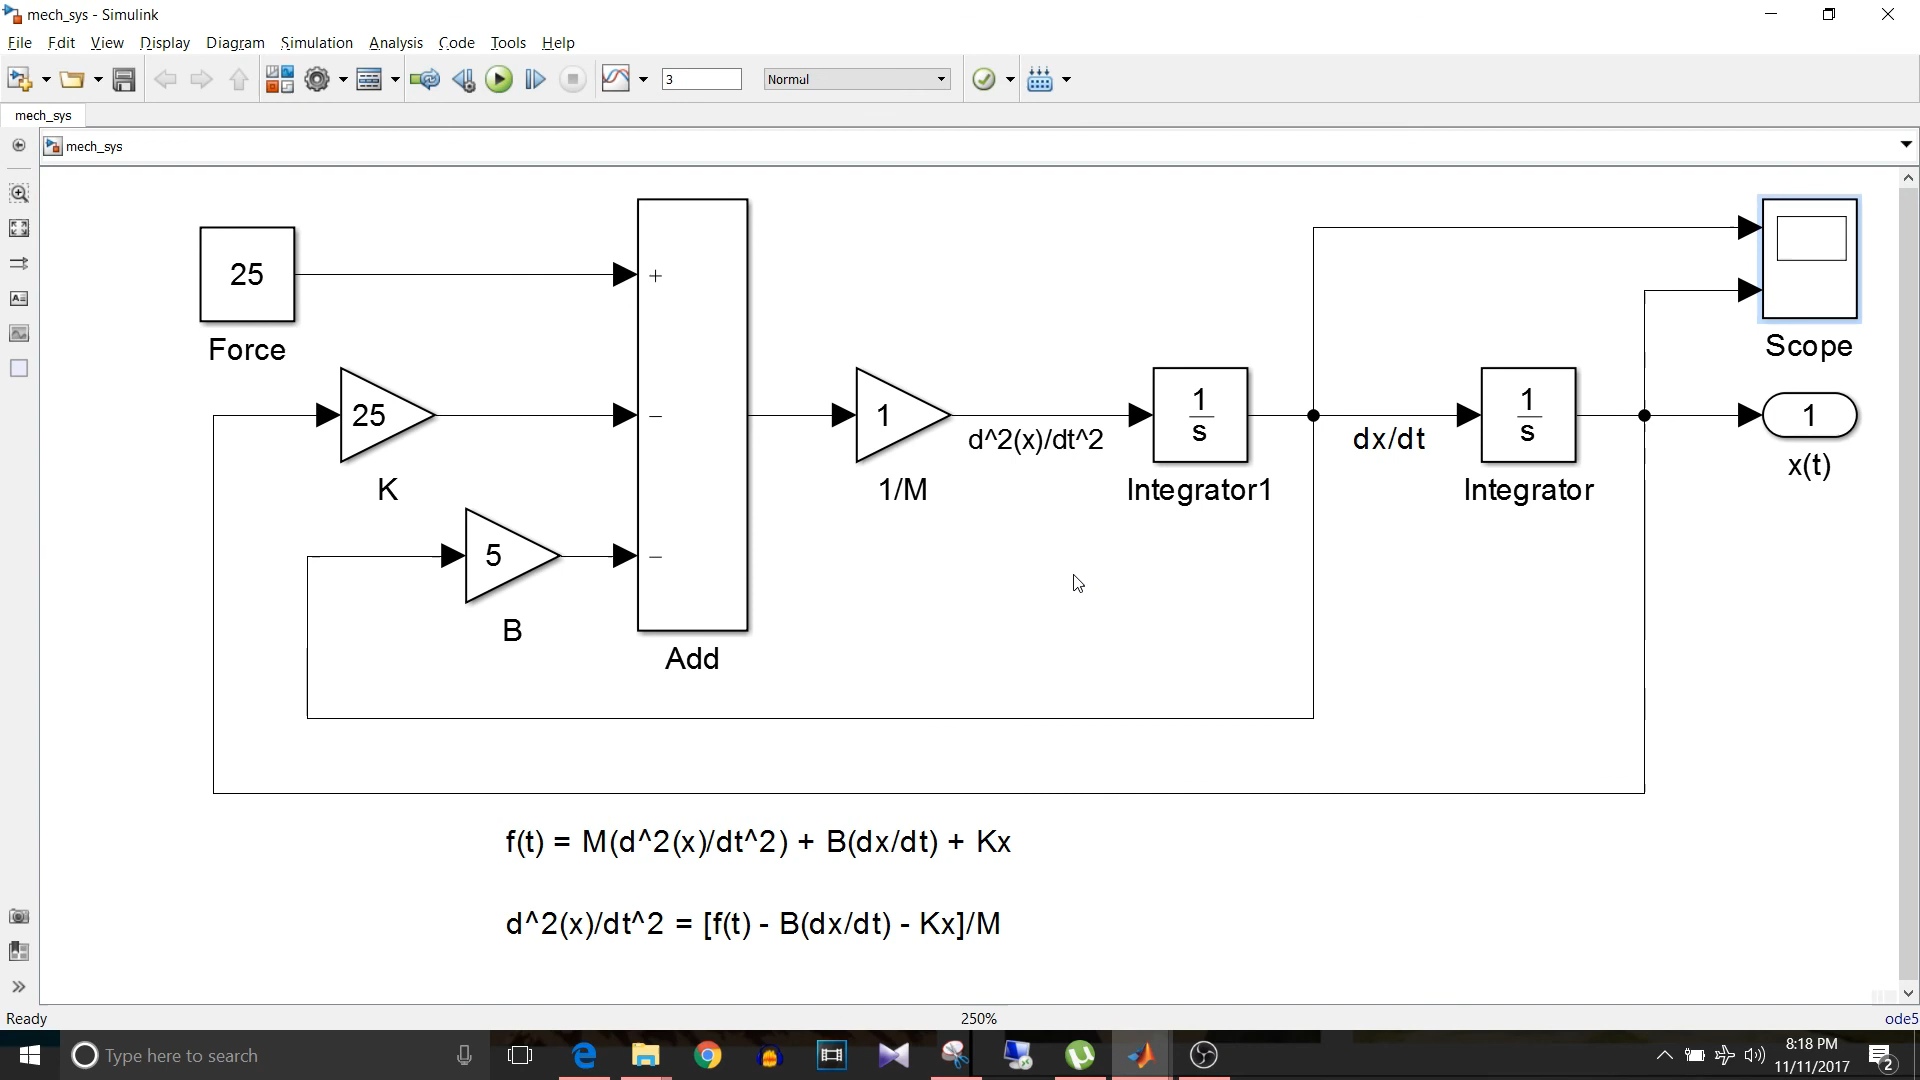 mech_sys - Simulink
File Edit View Display Diagram Simulation Analysis Code Tools Help
3 Normal
mech_sys
mech_sys
25
+
Force
Scope
25
−
1
1
s
1
s
1
d^2(x)/dt^2
dx/dt
x(t)
K
1/M
Integrator1
Integrator
5
−
B
Add
f(t) = M(d^2(x)/dt^2) + B(dx/dt) + Kx
d^2(x)/dt^2 = [f(t) - B(dx/dt) - Kx]/M
Ready 250% ode5
Type here to search
8:18 PM
11/11/2017
2